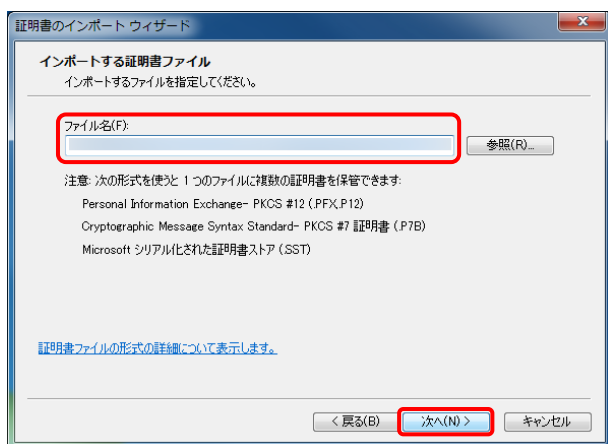 証明書のインポート ウィザード
インポートする証明書ファイル
インポートするファイルを指定してください。
ファイル名(F):
参照(R)...
注意: 次の形式を使うと 1 つのファイルに複数の証明書を保管できます:
Personal Information Exchange- PKCS #12 (.PFX,.P12)
Cryptographic Message Syntax Standard- PKCS #7 証明書 (.P7B)
Microsoft シリアル化された証明書ストア (.SST)
証明書ファイルの形式の詳細について表示します。
< 戻る(B) 次へ(N) > キャンセル